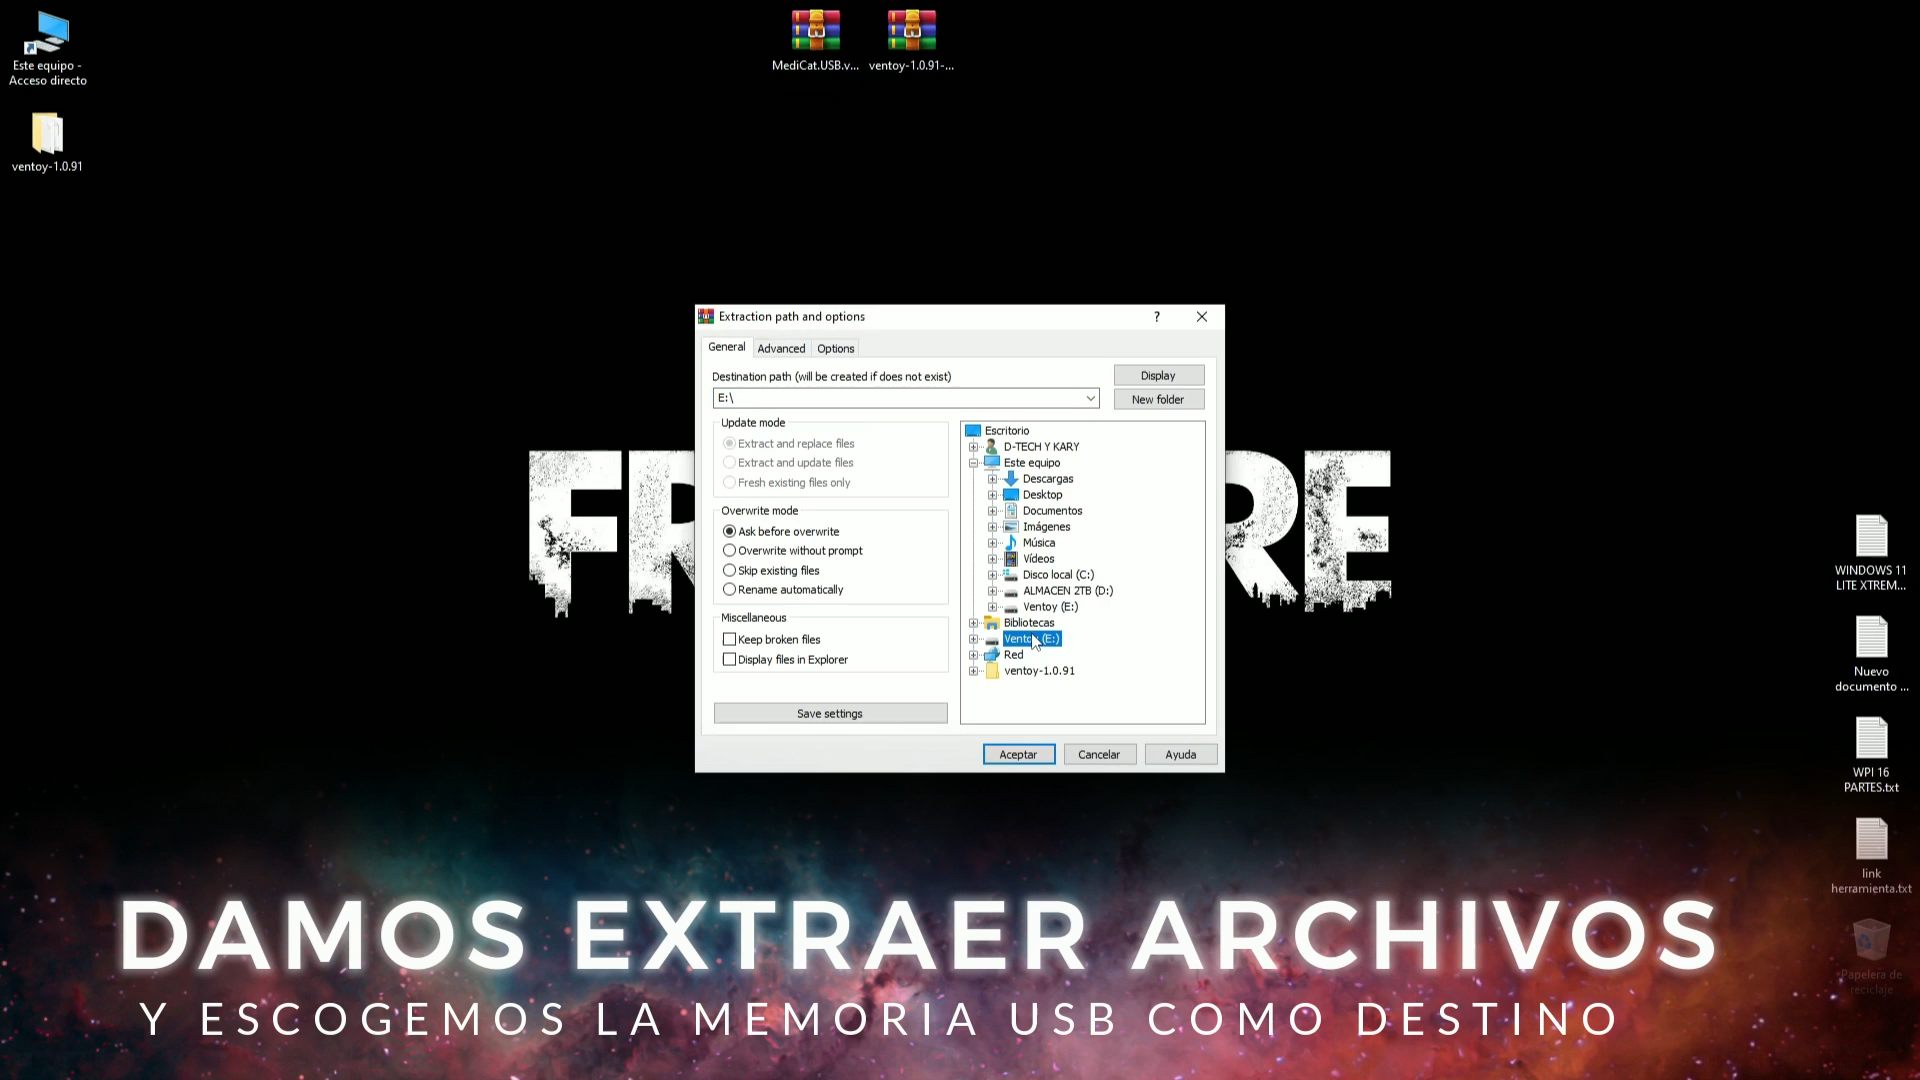 Este equipo -
Acceso directo
MediCat.USB.v...
ventoy-1.0.91-...
ventoy-1.0.91
Extraction path and options
?
General
Advanced
Options
Destination path (will be created if does not exist)
Display
E:\
New folder
Update mode
Extract and replace files
Extract and update files
Fresh existing files only
Overwrite mode
Ask before overwrite
Overwrite without prompt
Skip existing files
Rename automatically
Miscellaneous
Keep broken files
Display files in Explorer
Save settings
Escritorio
D-TECH Y KARY
Este equipo
Descargas
Desktop
Documentos
Imágenes
Música
Vídeos
Disco local (C:)
ALMACEN 2TB (D:)
Ventoy (E:)
Bibliotecas
Ventoy (E:)
Red
ventoy-1.0.91
Aceptar
Cancelar
Ayuda
WINDOWS 11
LITE XTREM...
Nuevo
documento ...
WPI 16
PARTES.txt
link
herramienta.txt
Papelera de
reciclaje
DAMOS EXTRAER ARCHIVOS
Y ESCOGEMOS LA MEMORIA USB COMO DESTINO